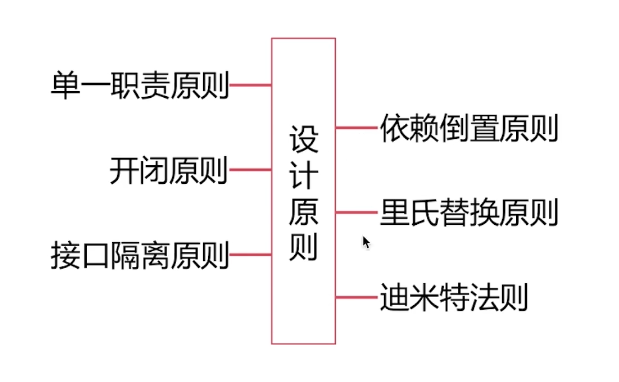 单一职责原则
开闭原则
接口隔离原则
设计原则
依赖倒置原则
里氏替换原则
迪米特法则